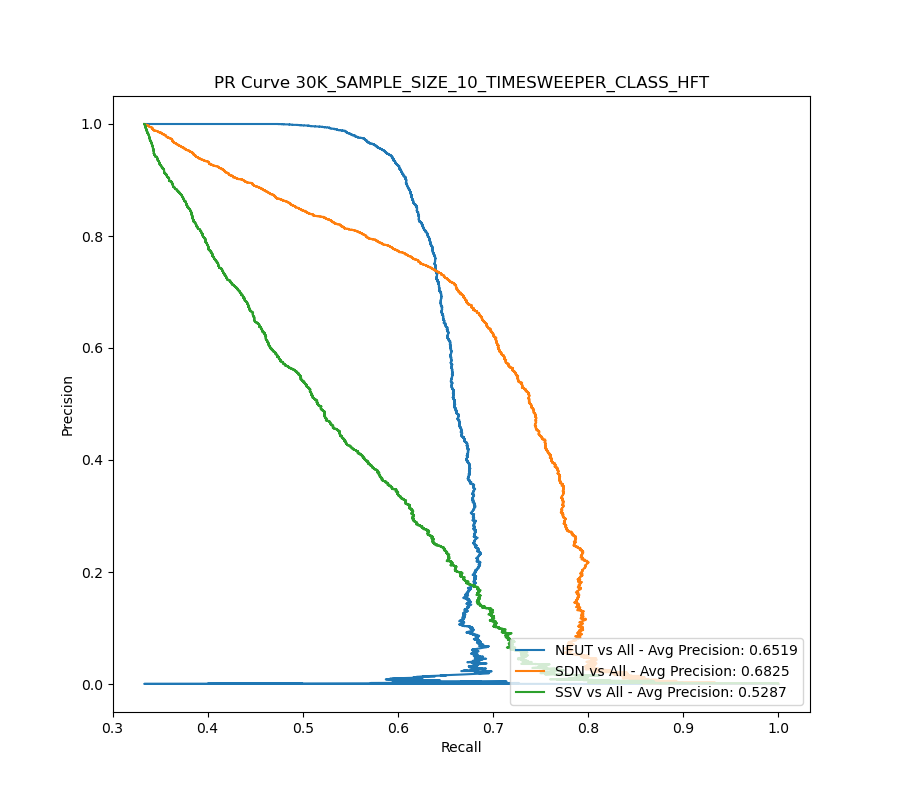 PR Curve 30K_SAMPLE_SIZE_10_TIMESWEEPER_CLASS_HFT
1.0
0.8
0.6
0.4
0.2
0.0
Precision
NEUT vs All - Avg Precision: 0.6519
SDN vs All - Avg Precision: 0.6825
SSV vs All - Avg Precision: 0.5287
0.3 0.4 0.5 0.6 0.7 0.8 0.9 1.0
Recall